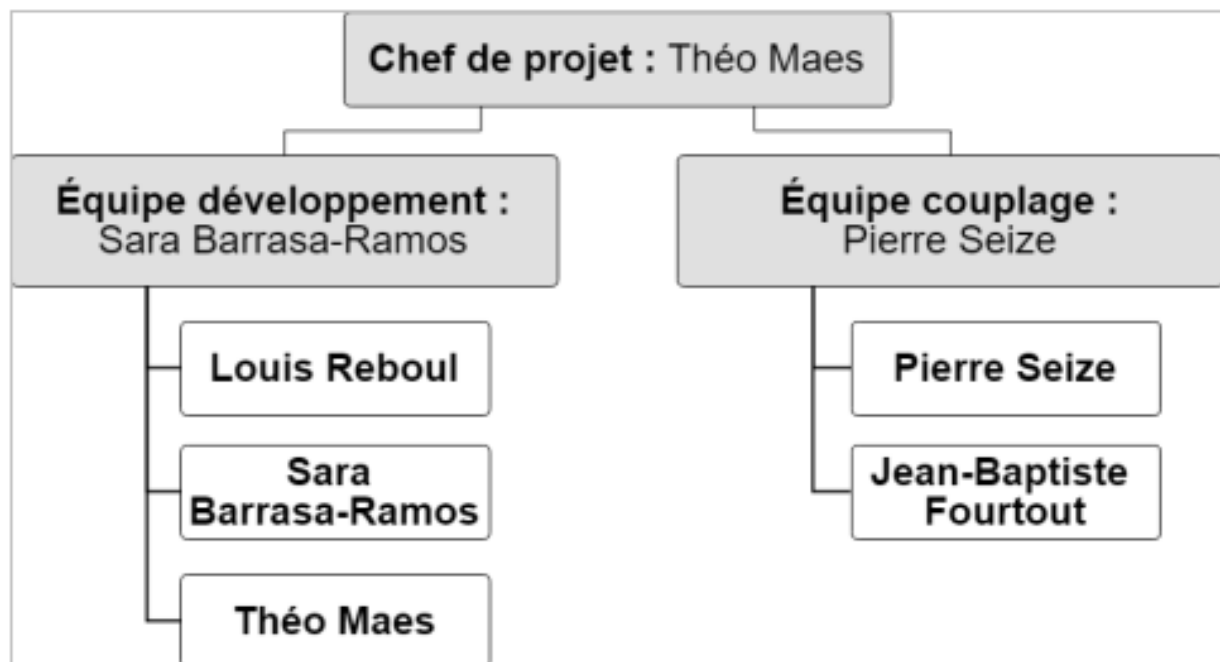 Chef de projet : Théo Maes
Équipe développement :
Sara Barrasa-Ramos
Louis Reboul
Sara
Barrasa-Ramos
Théo Maes
Équipe couplage :
Pierre Seize
Pierre Seize
Jean-Baptiste
Fourtout